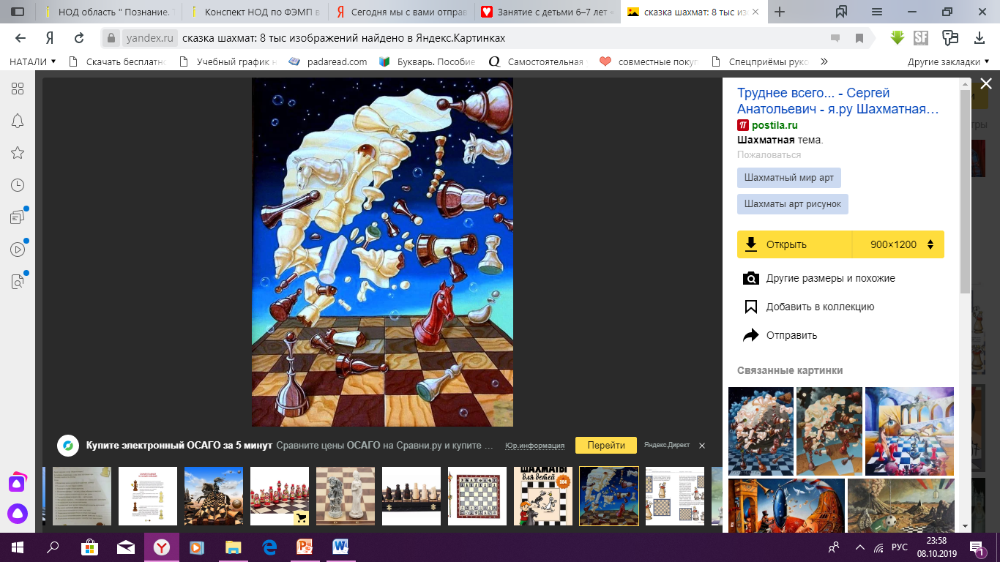 НОД область " Познание.
Конспект НОД по ФЭМП в
Сегодня мы с вами отпра
Занятие с детьми 6–7 лет «
сказка шахмат: 8 тыс из
yandex.ru сказка шахмат: 8 тыс изображений найдено в Яндекс.Картинках
SF
НАТАЛИ
Скачать бесплатн
Учебный график н
padaread.com
Букварь. Пособие
Самостоятельная
совместные покуп
Спецприёмы рукс
Другие закладки
Труднее всего... - Сергей
Анатольевич - я.ру Шахматная…
postila.ru
Шахматная тема.
Пожаловаться
Шахматный мир арт
Шахматы арт рисунок
Открыть 900×1200
Другие размеры и похожие
Добавить в коллекцию
Отправить
Связанные картинки
Купите электронный ОСАГО за 5 минут Сравните цены ОСАГО на Сравни.ру и купите … Юр.информация Перейти Яндекс.Директ
ШАХМАТЫ
для детей
РУС
23:58
08.10.2019
1